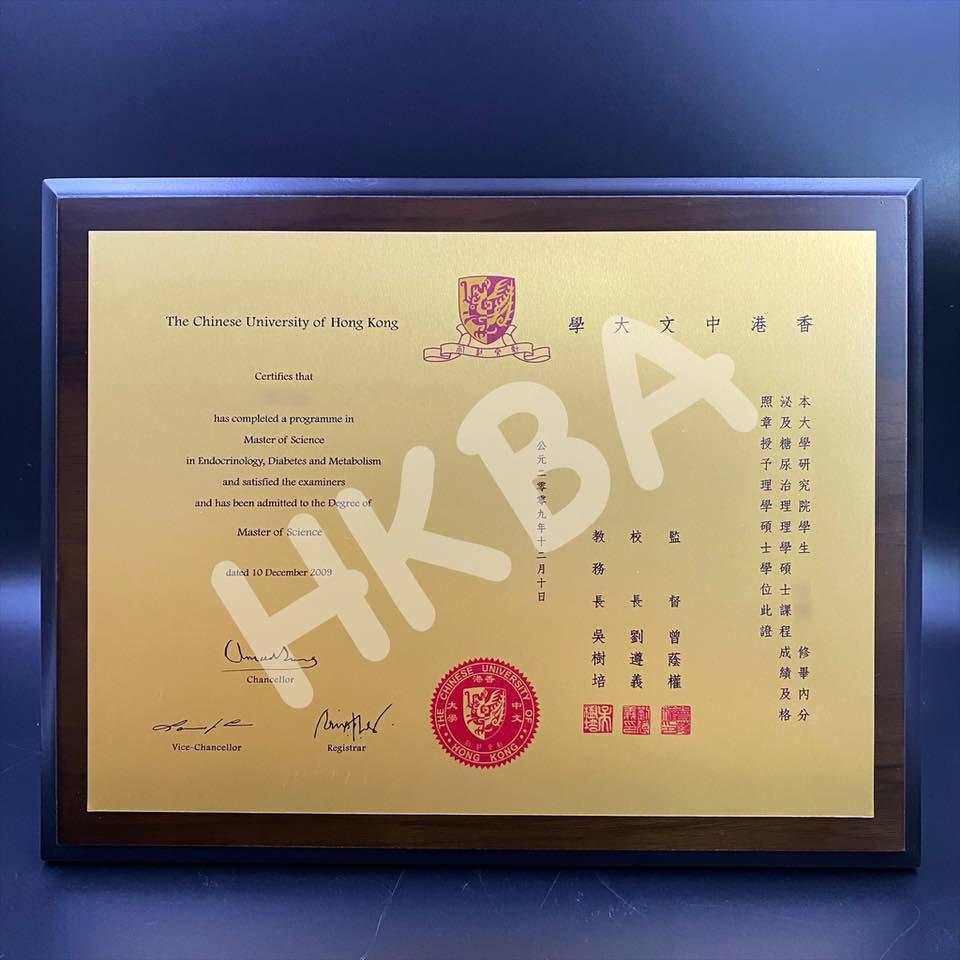 The Chinese University of Hong Kong
香港中文大學
Certifies that
has completed a programme in
Master of Science
in Endocrinology, Diabetes and Metabolism
and satisfied the examiners
and has been admitted to the Degree of
Master of Science
dated 10 December 2009
Chancellor
Vice-Chancellor
Registrar
本大學研究院學生 修畢內分
泌及糖尿治理理學碩士課程成績及格
照章授予理學碩士學位此證
監督 曾蔭權
校長 劉遵義
教務長 吳樹培
公元二零零九年十二月十日
THE CHINESE UNIVERSITY OF
HONG KONG
香港
中文
大學
HKBA